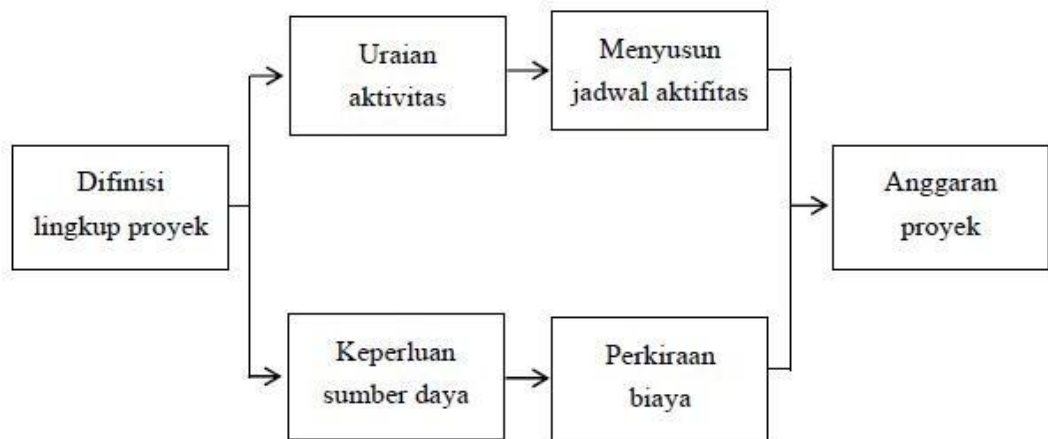 Difinisi
lingkup proyek
Uraian
aktivitas
Menyusun
jadwal aktifitas
Keperluan
sumber daya
Perkiraan
biaya
Anggaran
proyek